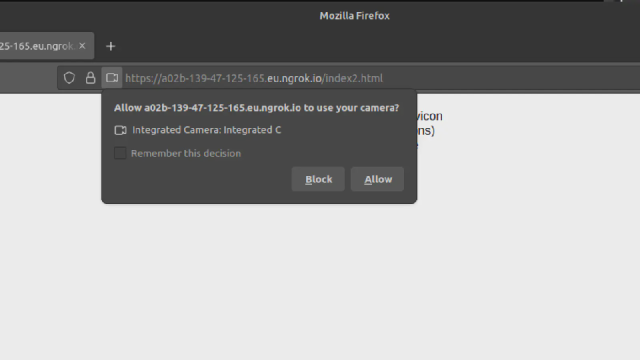 Mozilla Firefox
25-165.eu.ngrok
https://a02b-139-47-125-165.eu.ngrok.io/index2.html
Allow a02b-139-47-125-165.eu.ngrok.io to use your camera?
vicon
Integrated Camera: Integrated C
ons)
Remember this decision
Block
Allow